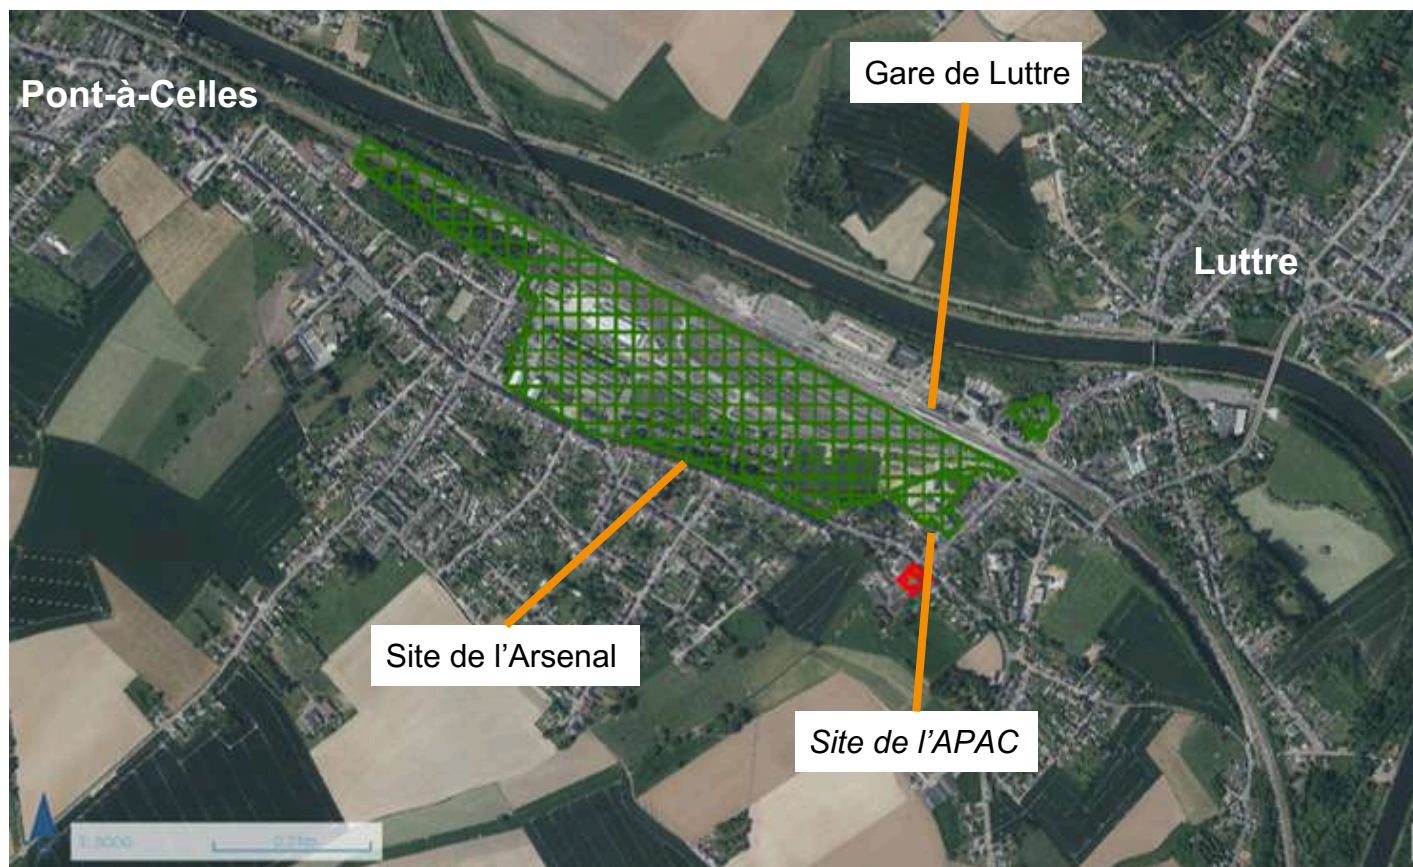 Pont-à-Celles
Gare de Luttre
Luttre
Site de l’Arsenal
Site de l’APAC